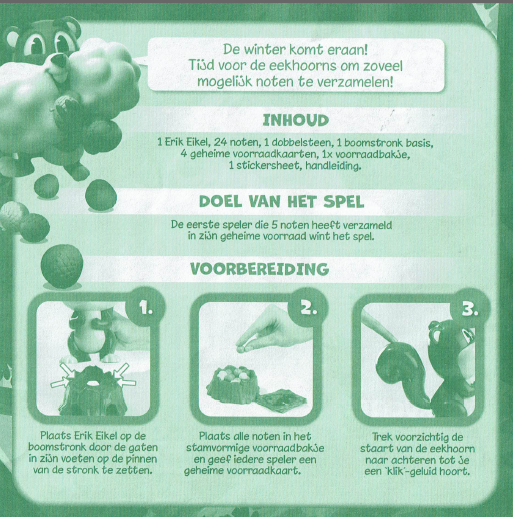 De winter komt eraan!
Tijd voor de eekhoorns om zoveel
mogelijk noten te verzamelen!
INHOUD
1 Erik Eikel, 24 noten, 1 dobbelsteen, 1 boomstronk basis,
4 geheime voorraadkaarten, 1x voorraadbakje,
1 stickersheet, handleiding.
DOEL VAN HET SPEL
De eerste speler die 5 noten heeft verzameld
in zijn geheime voorraad wint het spel.
VOORBEREIDING
1.
2.
3.
Plaats Erik Eikel op de
boomstronk door de gaten
in zijn voeten op de pinnen
van de stronk te zetten.
Plaats alle noten in het
stamvormige voorraadbakje
en geef iedere speler een
geheime voorraadkaart.
Trek voorzichtig de
staart van de eekhoorn
naar achteren tot je
een 'klik'-geluid hoort.